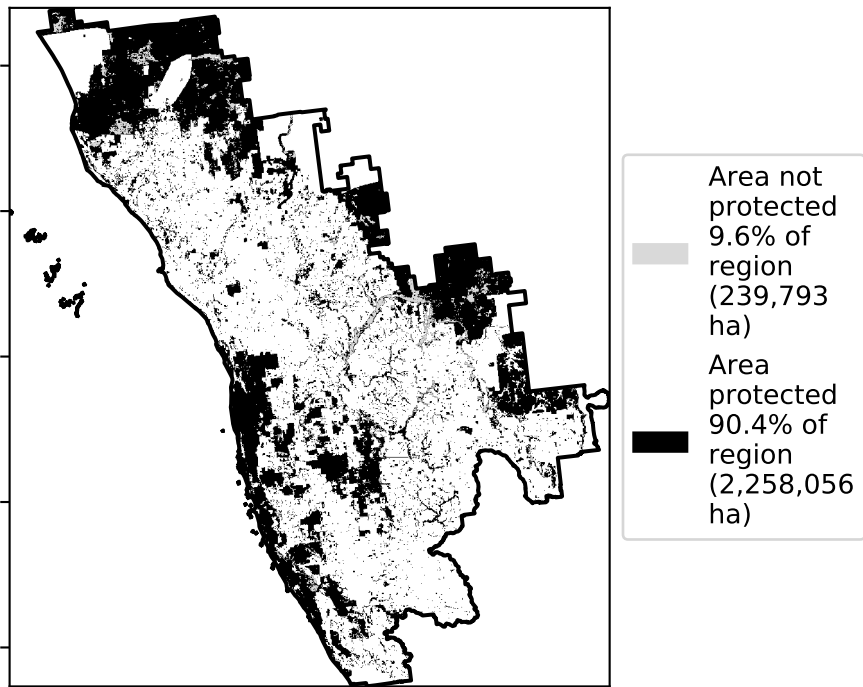 Area not
protected
9.6% of
region
(239,793
ha)
Area
protected
90.4% of
region
(2,258,056
ha)